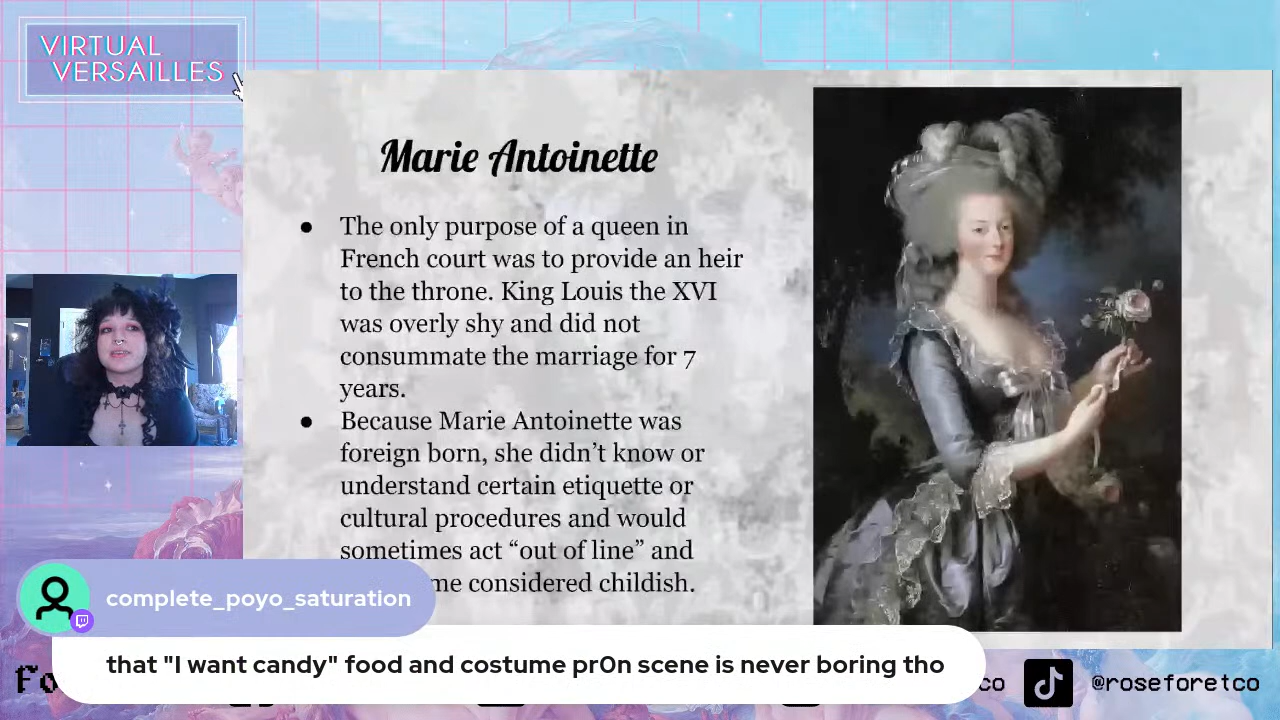 VIRTUAL
VERSAILLES
Marie Antoinette
● The only purpose of a queen in
French court was to provide an heir
to the throne. King Louis the XVI
was overly shy and did not
consummate the marriage for 7
years.
● Because Marie Antoinette was
foreign born, she didn’t know or
understand certain etiquette or
cultural procedures and would
sometimes act “out of line” and
me considered childish.
complete_poyo_saturation
that "I want candy" food and costume pr0n scene is never boring tho
Fo
co
@roseforetco